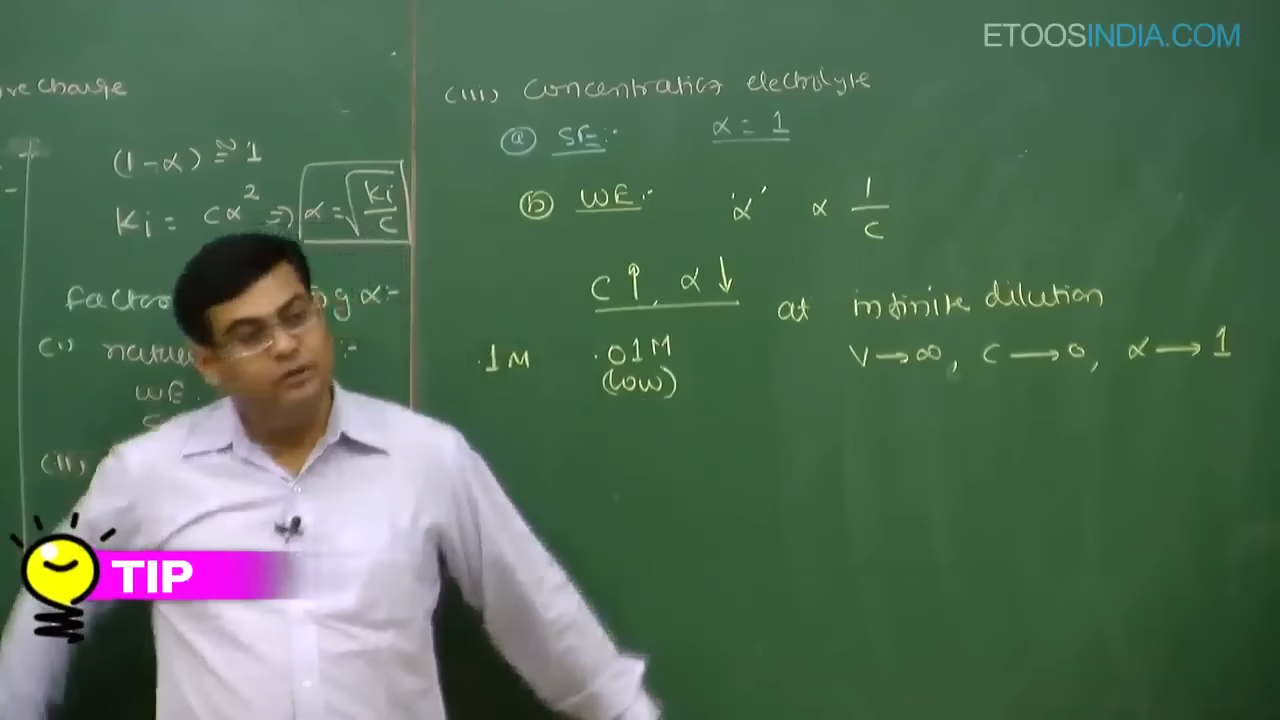 ETOOSINDIA.COM
ve charge
(1-α) ≅ 1
Ki = cα² ⇒ α = √Ki/c
factors g α:-
(i) nature :-
WE
(ii)
(iii) Concentration electrolyte
(a) SE:- α = 1
(b) WE:- 'α' ∝ 1/c
C↑, α↓
at infinite dilution
.1M .01M
(low)
V→∞, C→0, α→1
TIP